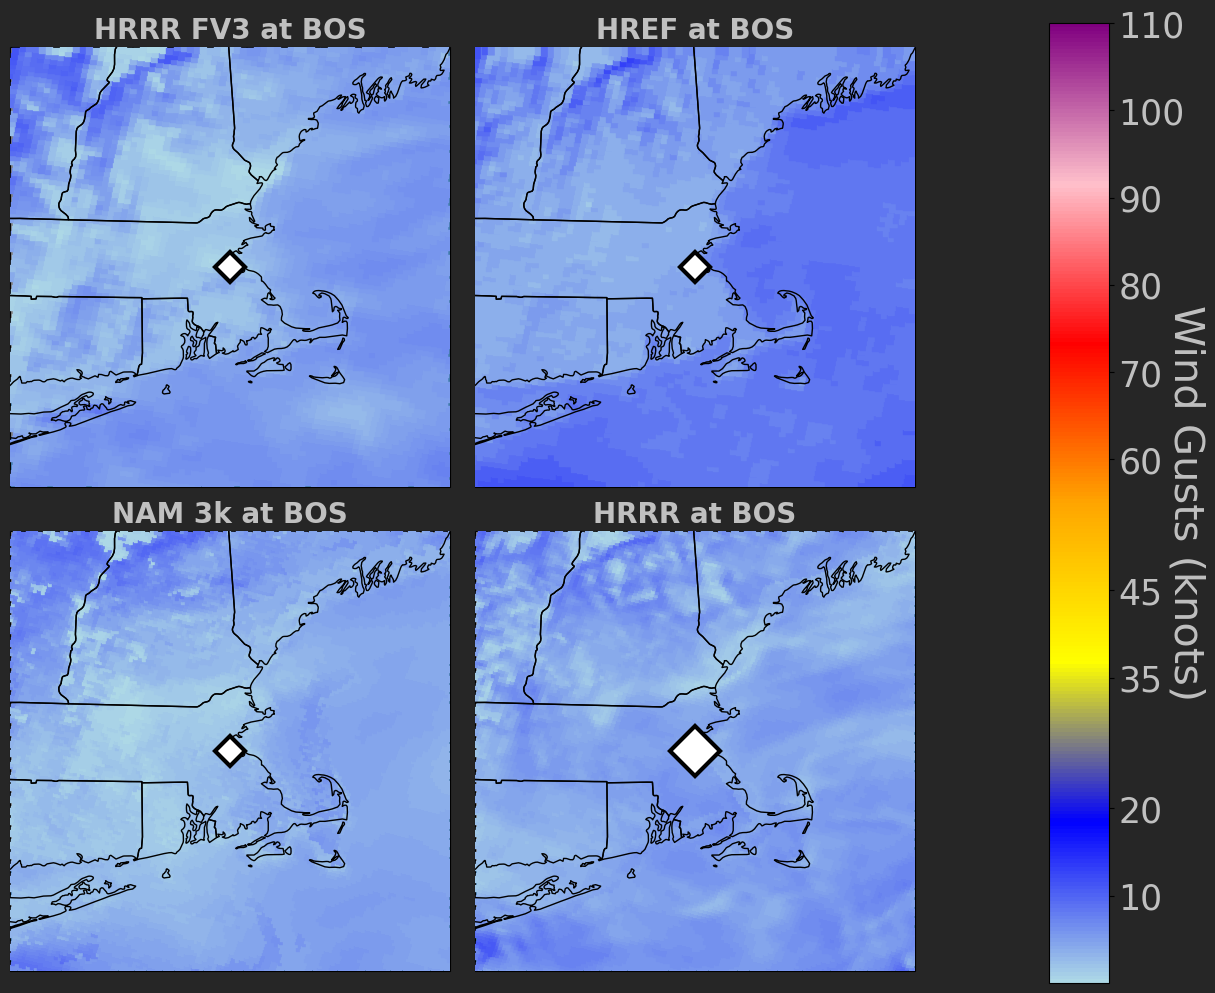 HRRR FV3 at BOS
HREF at BOS
NAM 3k at BOS
HRRR at BOS
110
100
90
80
70
60
45
35
20
10
Wind Gusts (knots)